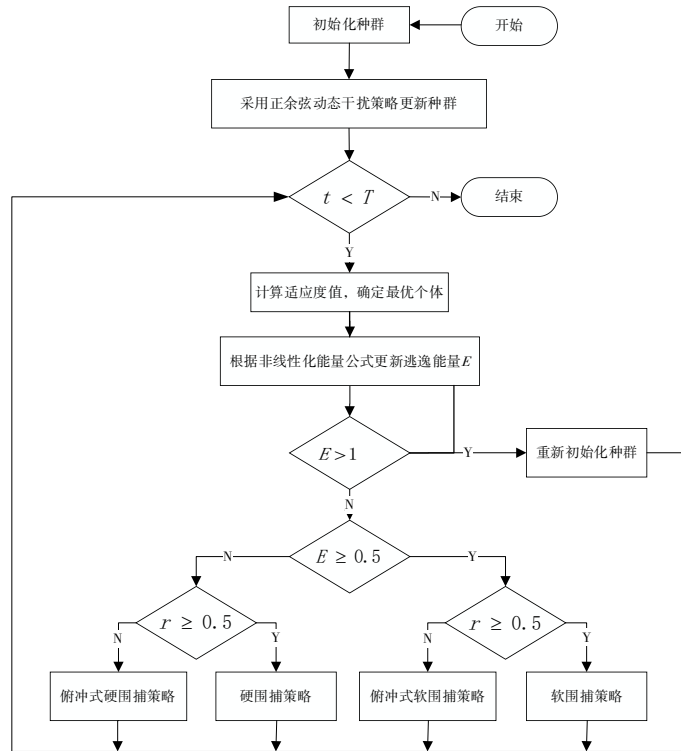 初始化种群
开始
采用正余弦动态干扰策略更新种群
t < T
N
结束
Y
计算适应度值，确定最优个体
根据非线性化能量公式更新逃逸能量E
E>1
Y
重新初始化种群
N
E ≥ 0.5
N
Y
r ≥ 0.5
r ≥ 0.5
N
Y
N
Y
俯冲式硬围捕策略
硬围捕策略
俯冲式软围捕策略
软围捕策略